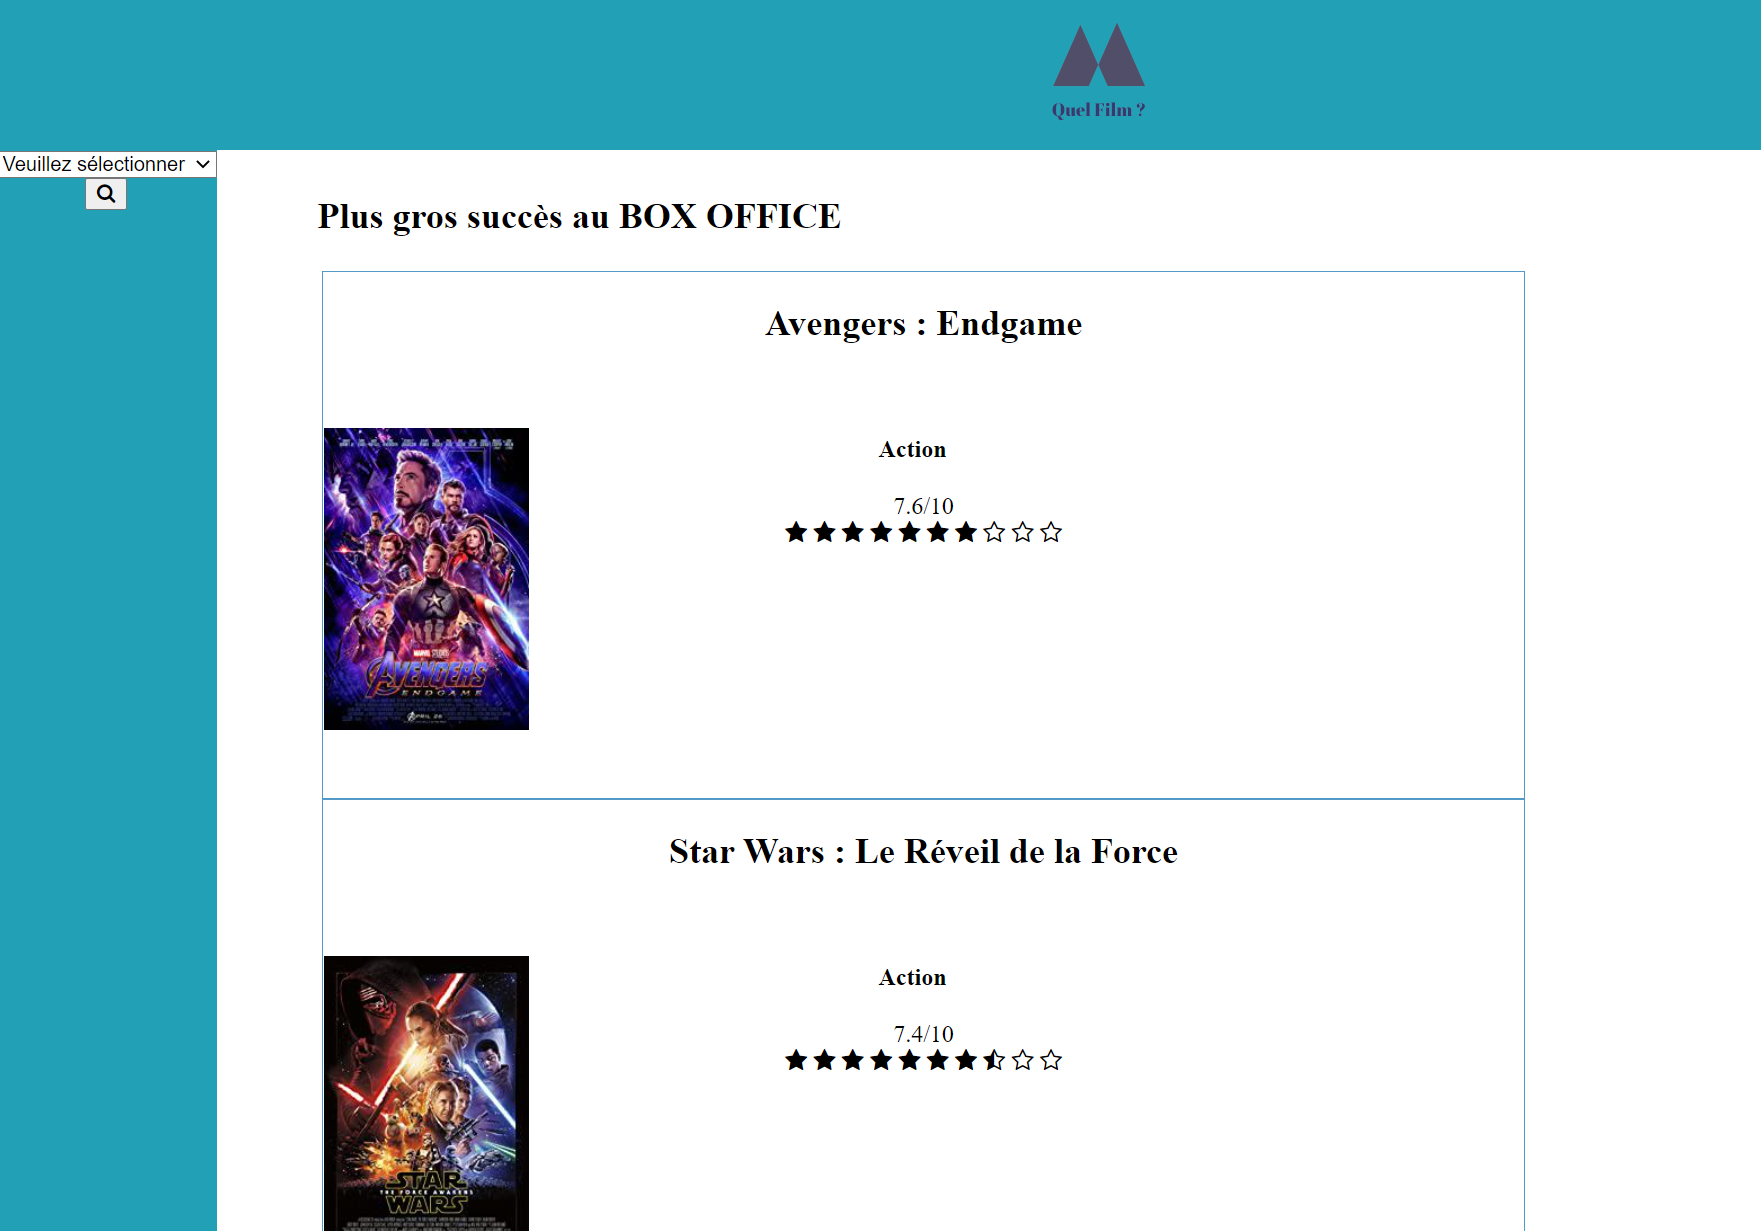 Quel Film ?
Veuillez sélectionner
Plus gros succès au BOX OFFICE
Avengers : Endgame
Action
7.6/10
MARVEL STUDIOS
AVENGERS
ENDGAME
APRIL 26
Star Wars : Le Réveil de la Force
Action
7.4/10
STAR
THE FORCE AWAKENS
WARS